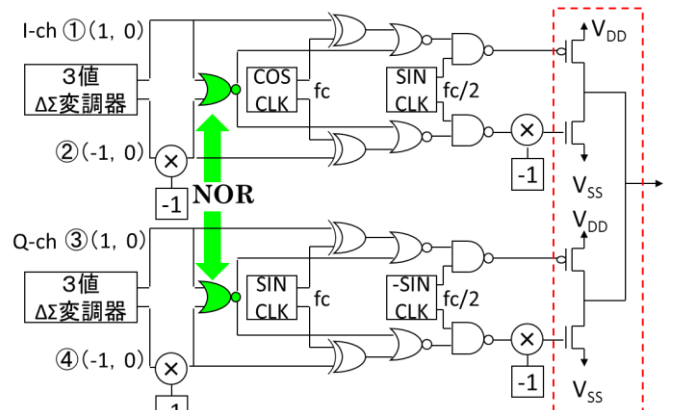 I-ch ①(1, 0)
3値
ΔΣ変調器
②(-1, 0)
×
-1
COS
CLK
fc
SIN
CLK
fc/2
×
-1
VDD
VSS
NOR
Q-ch ③(1, 0)
3値
ΔΣ変調器
④(-1, 0)
×
-1
SIN
CLK
fc
-SIN
CLK
fc/2
×
-1
VDD
VSS